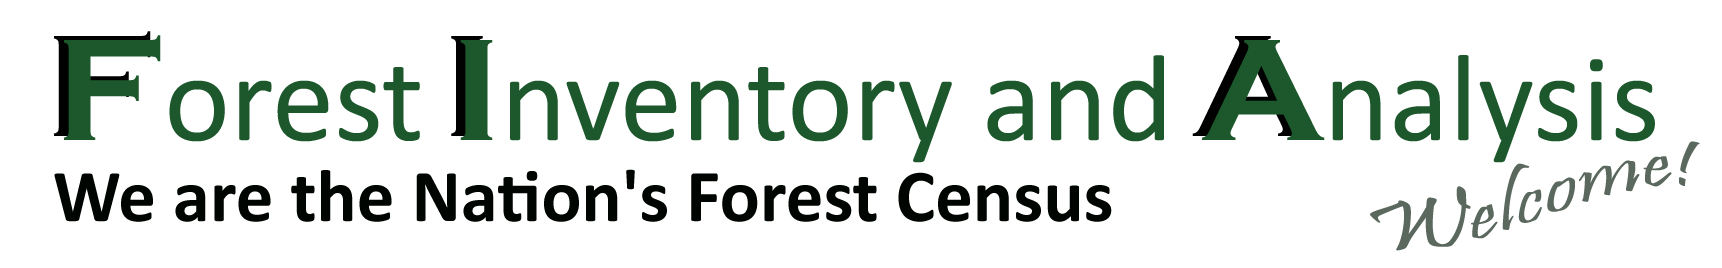 Forest Inventory and Analysis
We are the Nation's Forest Census
Welcome!